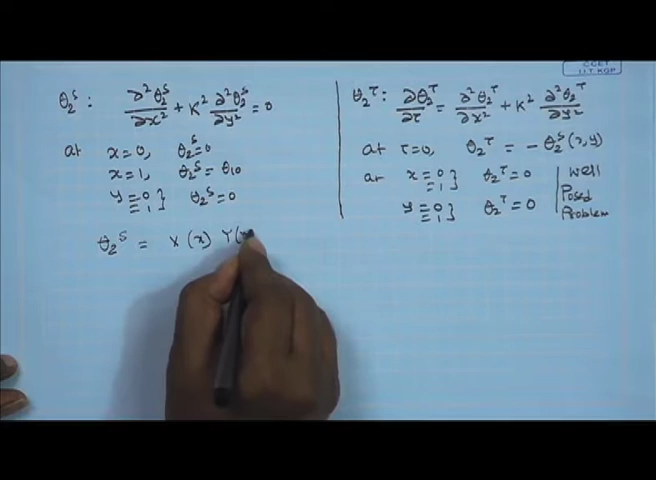 CCET
I.I.T. KGP
θ₂ˢ : ∂²θ₂ˢ/∂x² + K² ∂²θ₂ˢ/∂y² = 0
at x=0, θ₂ˢ=0
x=1, θ₂ˢ = θ₁₀
y = 0 = 1 } θ₂ˢ=0
θ₂ˢ = X(x) Y(
θ₂ᵀ : ∂θ₂ᵀ/∂τ = ∂²θ₂ᵀ/∂x² + K² ∂²θ₂ᵀ/∂y²
at τ=0, θ₂ᵀ = -θ₂ˢ(x,y)
at x = 0 = 1 } θ₂ᵀ = 0
y = 0 = 1 } θ₂ᵀ = 0
well
Posed
Problem